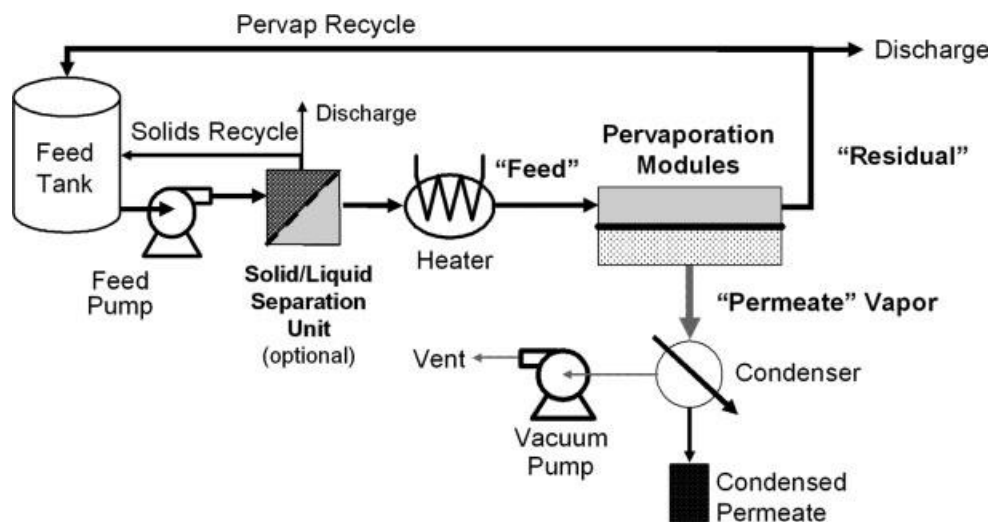 Pervap Recycle
Discharge
Discharge
Solids Recycle
Feed
Tank
Pervaporation
Modules
“Feed”
“Residual”
Heater
Feed
Pump
Solid/Liquid
Separation
Unit
(optional)
“Permeate” Vapor
Vent
Condenser
Vacuum
Pump
Condensed
Permeate